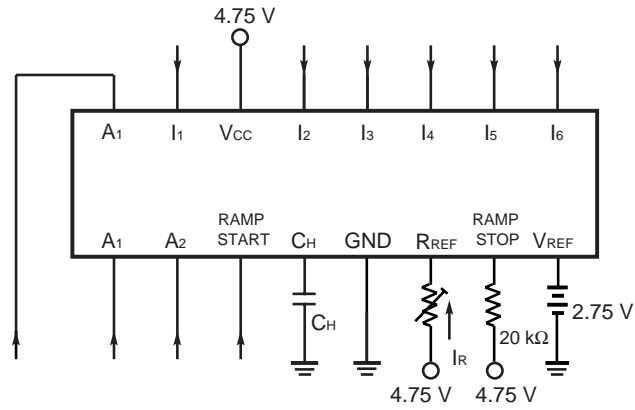 4.75 V
A1 I1 VCC I2 I3 I4 I5 I6
A1 A2 RAMP START CH GND RREF RAMP STOP VREF
CH
IR
20 kΩ
2.75 V
4.75 V 4.75 V